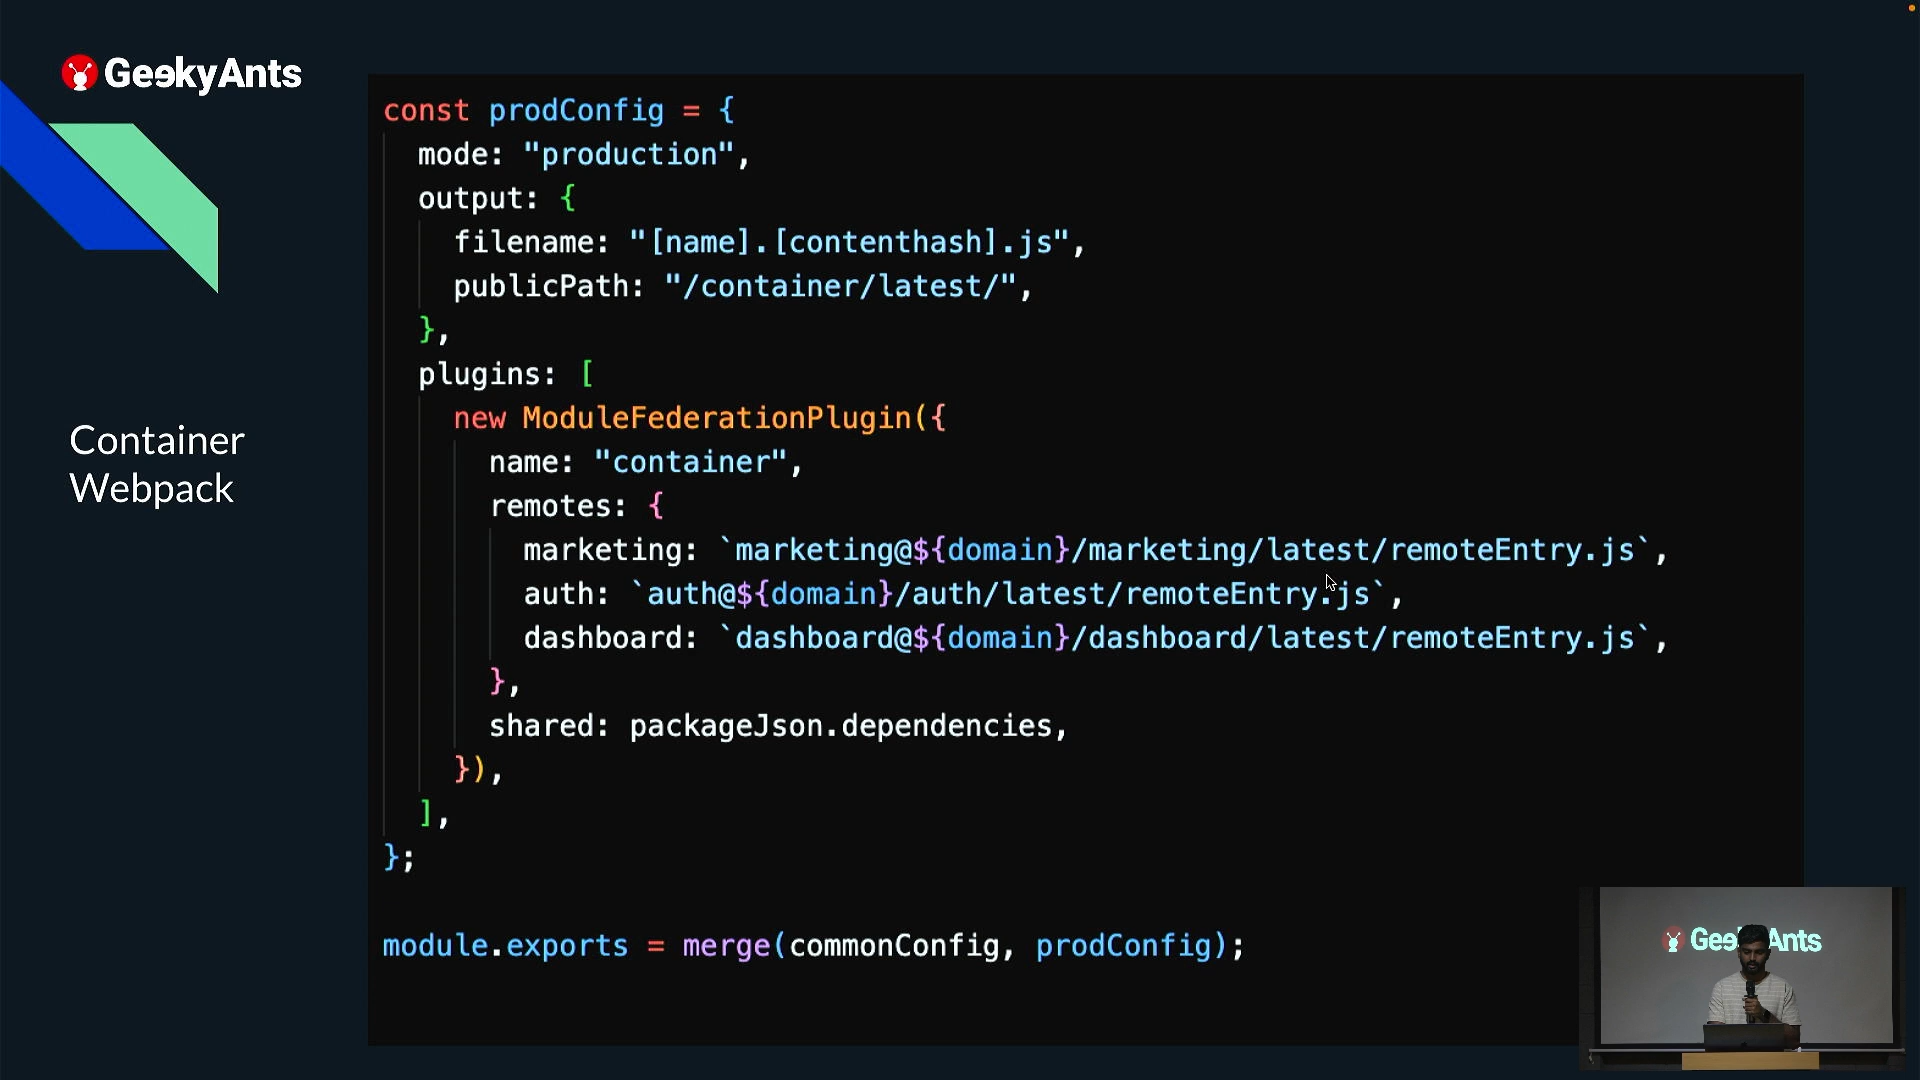 GeekyAnts
Container
Webpack
const prodConfig = {
  mode: "production",
  output: {
    filename: "[name].[contenthash].js",
    publicPath: "/container/latest/",
  },
  plugins: [
    new ModuleFederationPlugin({
      name: "container",
      remotes: {
        marketing: `marketing@${domain}/marketing/latest/remoteEntry.js`,
        auth: `auth@${domain}/auth/latest/remoteEntry.js`,
        dashboard: `dashboard@${domain}/dashboard/latest/remoteEntry.js`,
      },
      shared: packageJson.dependencies,
    }),
  ],
};
module.exports = merge(commonConfig, prodConfig);